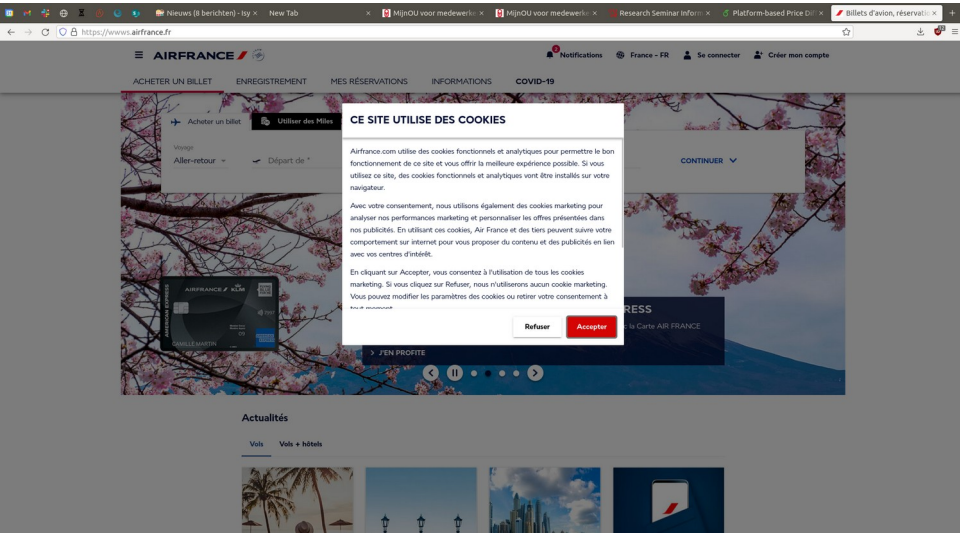 Nieuws (8 berichten) - Isy
New Tab
MijnOU voor medewerke
MijnOU voor medewerke
Research Seminar Inform
Platform-based Price Di
Billets d'avion, réservatio
https://wwws.airfrance.fr
AIRFRANCE
2
Notifications
France – FR
Se connecter
Créer mon compte
ACHETER UN BILLET
ENREGISTREMENT
MES RÉSERVATIONS
INFORMATIONS
COVID-19
Acheter un billet
Utiliser des Miles
Voyage
Aller-retour
Départ de *
CONTINUER
CE SITE UTILISE DES COOKIES
Airfrance.com utilise des cookies fonctionnels et analytiques pour permettre le bon
fonctionnement de ce site et vous offrir la meilleure expérience possible. Si vous
utilisez ce site, des cookies fonctionnels et analytiques vont être installés sur votre
navigateur.
Avec votre consentement, nous utilisons également des cookies marketing pour
analyser nos performances marketing et personnaliser les offres présentées dans
nos publicités. En utilisant ces cookies, Air France et des tiers peuvent suivre votre
comportement sur internet pour vous proposer du contenu et des publicités en lien
avec vos centres d'intérêt.
En cliquant sur Accepter, vous consentez à l'utilisation de tous les cookies
marketing. Si vous cliquez sur Refuser, nous n'utiliserons aucun cookie marketing.
Vous pouvez modifier les paramètres des cookies ou retirer votre consentement à
tout moment.
Refuser
Accepter
AIRFRANCE KLM
AMERICAN EXPRESS
CAMILLE MARTIN
RESS
la Carte AIR FRANCE
J'EN PROFITE
Actualités
Vols
Vols + hôtels